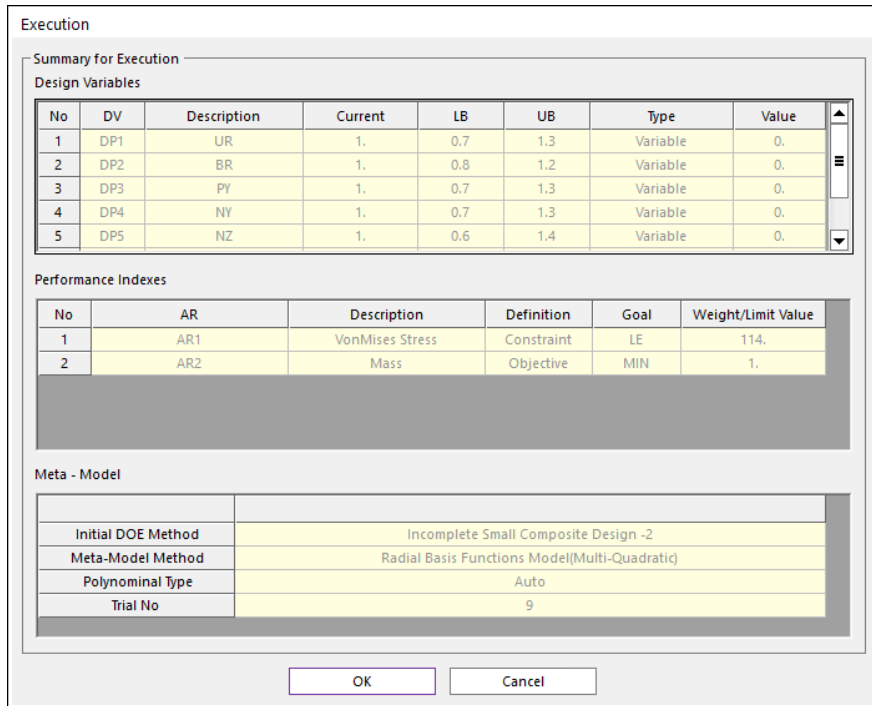 Execution
Summary for Execution
Design Variables
No DV Description Current LB UB Type Value
1 DP1 UR 1. 0.7 1.3 Variable 0.
2 DP2 BR 1. 0.8 1.2 Variable 0.
3 DP3 PY 1. 0.7 1.3 Variable 0.
4 DP4 NY 1. 0.7 1.3 Variable 0.
5 DP5 NZ 1. 0.6 1.4 Variable 0.
Performance Indexes
No AR Description Definition Goal Weight/Limit Value
1 AR1 VonMises Stress Constraint LE 114.
2 AR2 Mass Objective MIN 1.
Meta - Model
Initial DOE Method Incomplete Small Composite Design -2
Meta-Model Method Radial Basis Functions Model(Multi-Quadratic)
Polynominal Type Auto
Trial No 9
OK Cancel